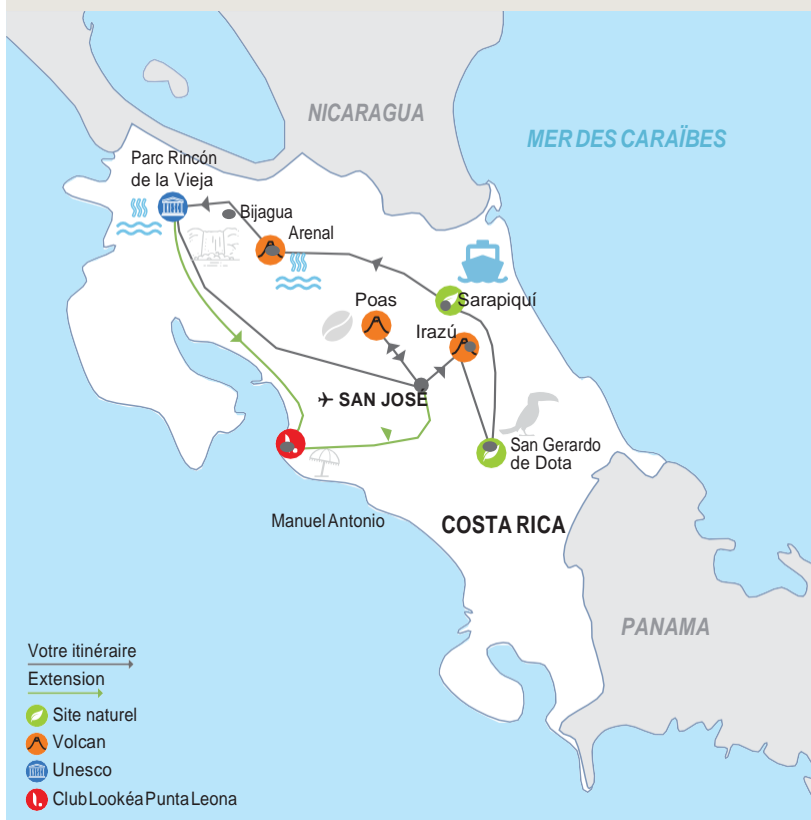 NICARAGUA
MER DES CARAÏBES
Parc Rincón
de la Vieja
Bijagua
Arenal
Sarapiquí
Poas
Irazú
SAN JOSÉ
San Gerardo
de Dota
Manuel Antonio
COSTA RICA
PANAMA
Votre itinéraire
Extension
Site naturel
Volcan
Unesco
Club Lookéa Punta Leona